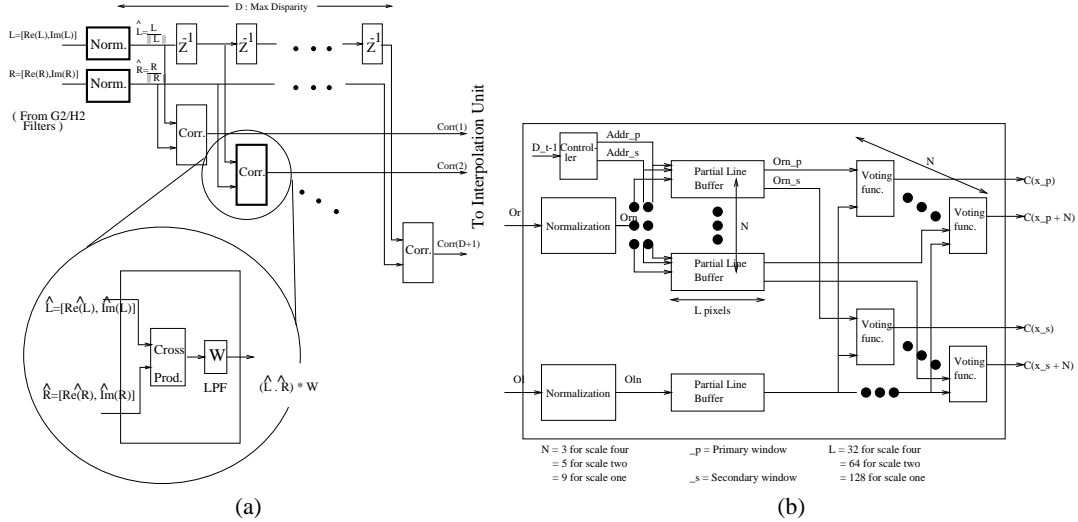 D : Max Disparity
L=[Re(L),Im(L)]
Norm.
^L=L/||L||
Z^-1
Z^-1
Z^-1
R=[Re(R),Im(R)]
Norm.
^R=R/||R||
( From G2/H2
Filters )
Corr.
Corr(1)
Corr.
Corr(2)
Corr.
Corr(D+1)
To Interpolation Unit
^L=[Re(^L), ^Im(L)]
Cross
Prod.
W
LPF
^R=[Re(^R), ^Im(R)]
(^L . ^R) * W
(a)
D_t-1
Control-
ler
Addr_p
Addr_s
Partial Line
Buffer
Orn_p
Orn_s
Voting
func.
N
C(x_p)
Or
Normalization
Orn
N
Voting
func.
C(x_p + N)
Partial Line
Buffer
L pixels
Voting
func.
C(x_s)
Ol
Normalization
Oln
Partial Line
Buffer
Voting
func.
C(x_s + N)
N = 3 for scale four
= 5 for scale two
= 9 for scale one
_p = Primary window
_s = Secondary window
L = 32 for scale four
= 64 for scale two
= 128 for scale one
(b)